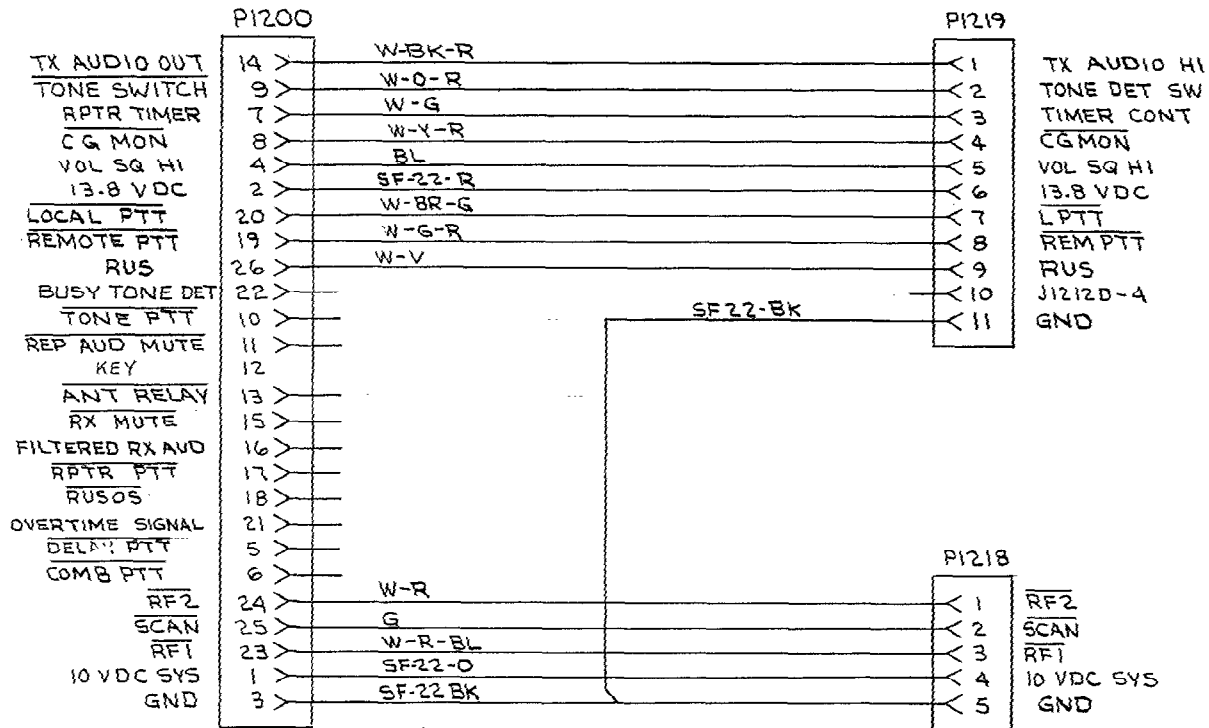 P1200 P1219
TX AUDIO OUT 14 W-BK-R 1 TX AUDIO HI
TONE SWITCH 9 W-O-R 2 TONE DET SW
RPTR TIMER 7 W-G 3 TIMER CONT
CG MON 8 W-Y-R 4 CGMON
VOL SQ HI 4 BL 5 VOL SQ HI
13.8 VDC 2 SF-22-R 6 13.8 VDC
LOCAL PTT 20 W-BR-G 7 LPTT
REMOTE PTT 19 W-G-R 8 REM PTT
RUS 26 W-V 9 RUS
BUSY TONE DET 22 10 J1212D-4
TONE PTT 10 SF22-BK 11 GND
REP AUD MUTE 11
KEY 12
ANT RELAY 13
RX MUTE 15
FILTERED RX AUD 16
RPTR PTT 17
RUSOS 18
OVERTIME SIGNAL 21
DELAY PTT 5 P1218
COMB PTT 6
RF2 24 W-R 1 RF2
SCAN 25 G 2 SCAN
RF1 23 W-R-BL 3 RF1
10 VDC SYS 1 SF-22-O 4 10 VDC SYS
GND 3 SF-22 BK 5 GND